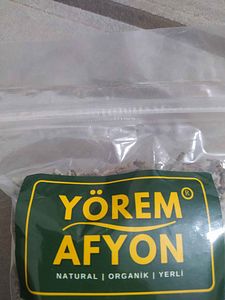 YÖREM®
AFYON
NATURAL | ORGANİK | YERLİ